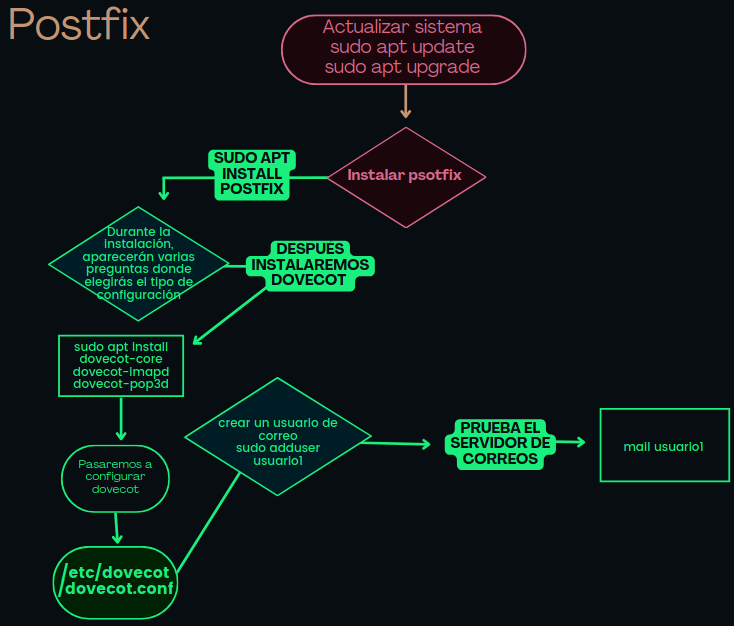 Postfix
Actualizar sistema
sudo apt update
sudo apt upgrade
Instalar psotfix
SUDO APT
INSTALL
POSTFIX
Durante la
instalación,
aparecerán varias
preguntas donde
elegirás el tipo de
configuración
DESPUES
INSTALAREMOS
DOVECOT
sudo apt install
dovecot-core
dovecot-imapd
dovecot-pop3d
Pasaremos a
configurar
dovecot
/etc/dovecot
/dovecot.conf
crear un usuario de
correo
sudo adduser
usuario1
PRUEBA EL
SERVIDOR DE
CORREOS
mail usuario1